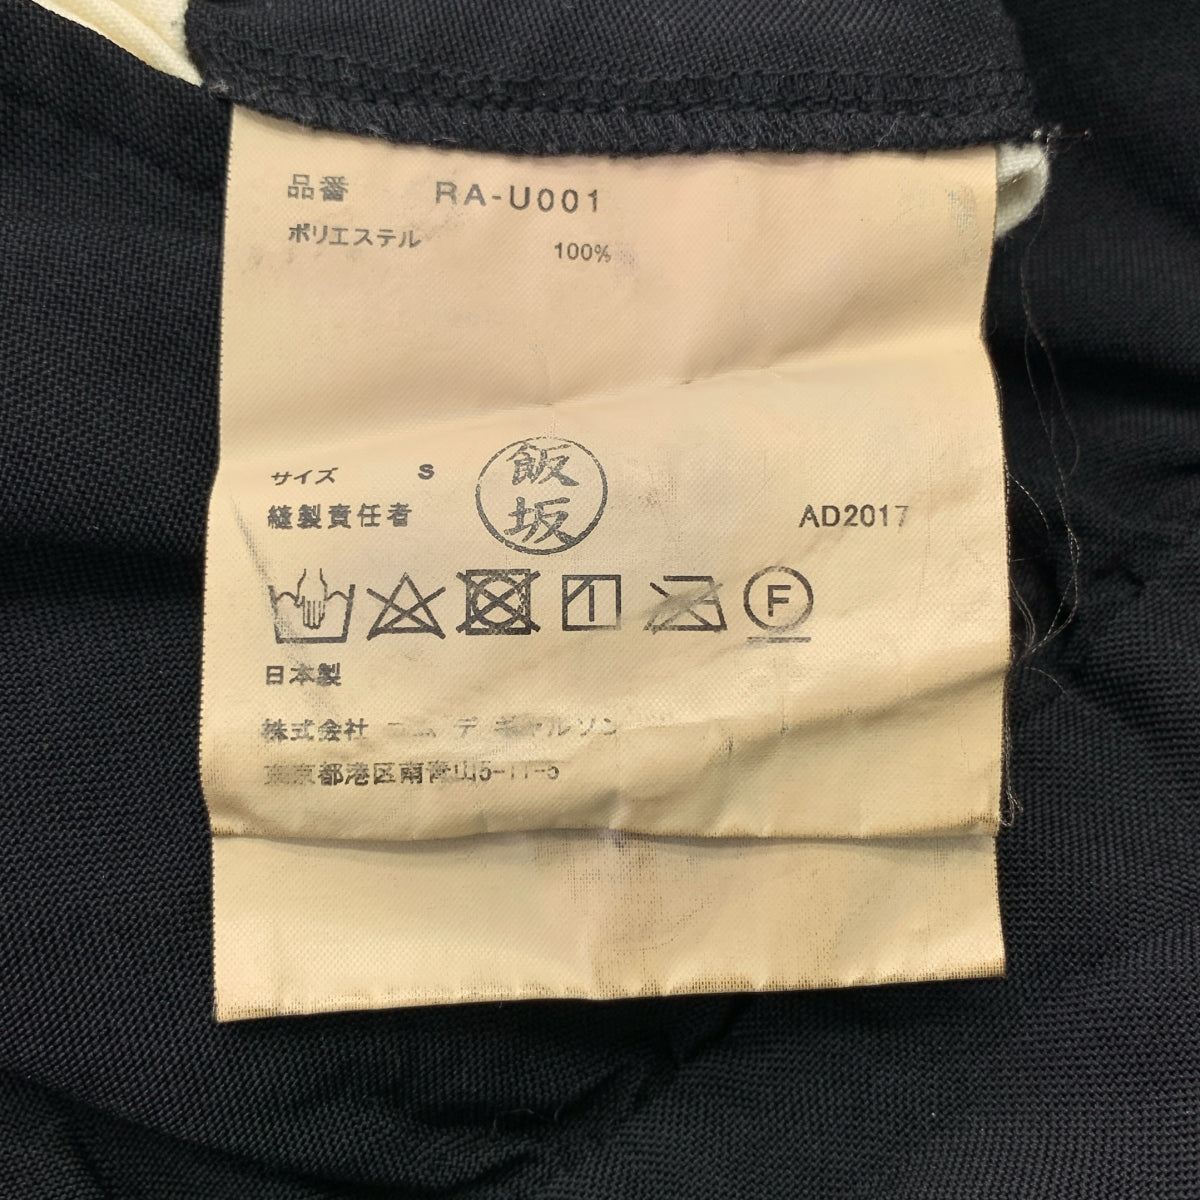 品番 RA-U001
ポリエステル 100%
サイズ S
飯坂
縫製責任者 AD2017
F
日本製
株式会社 コム デ ギャルソン
東京都港区南青山5-11-5